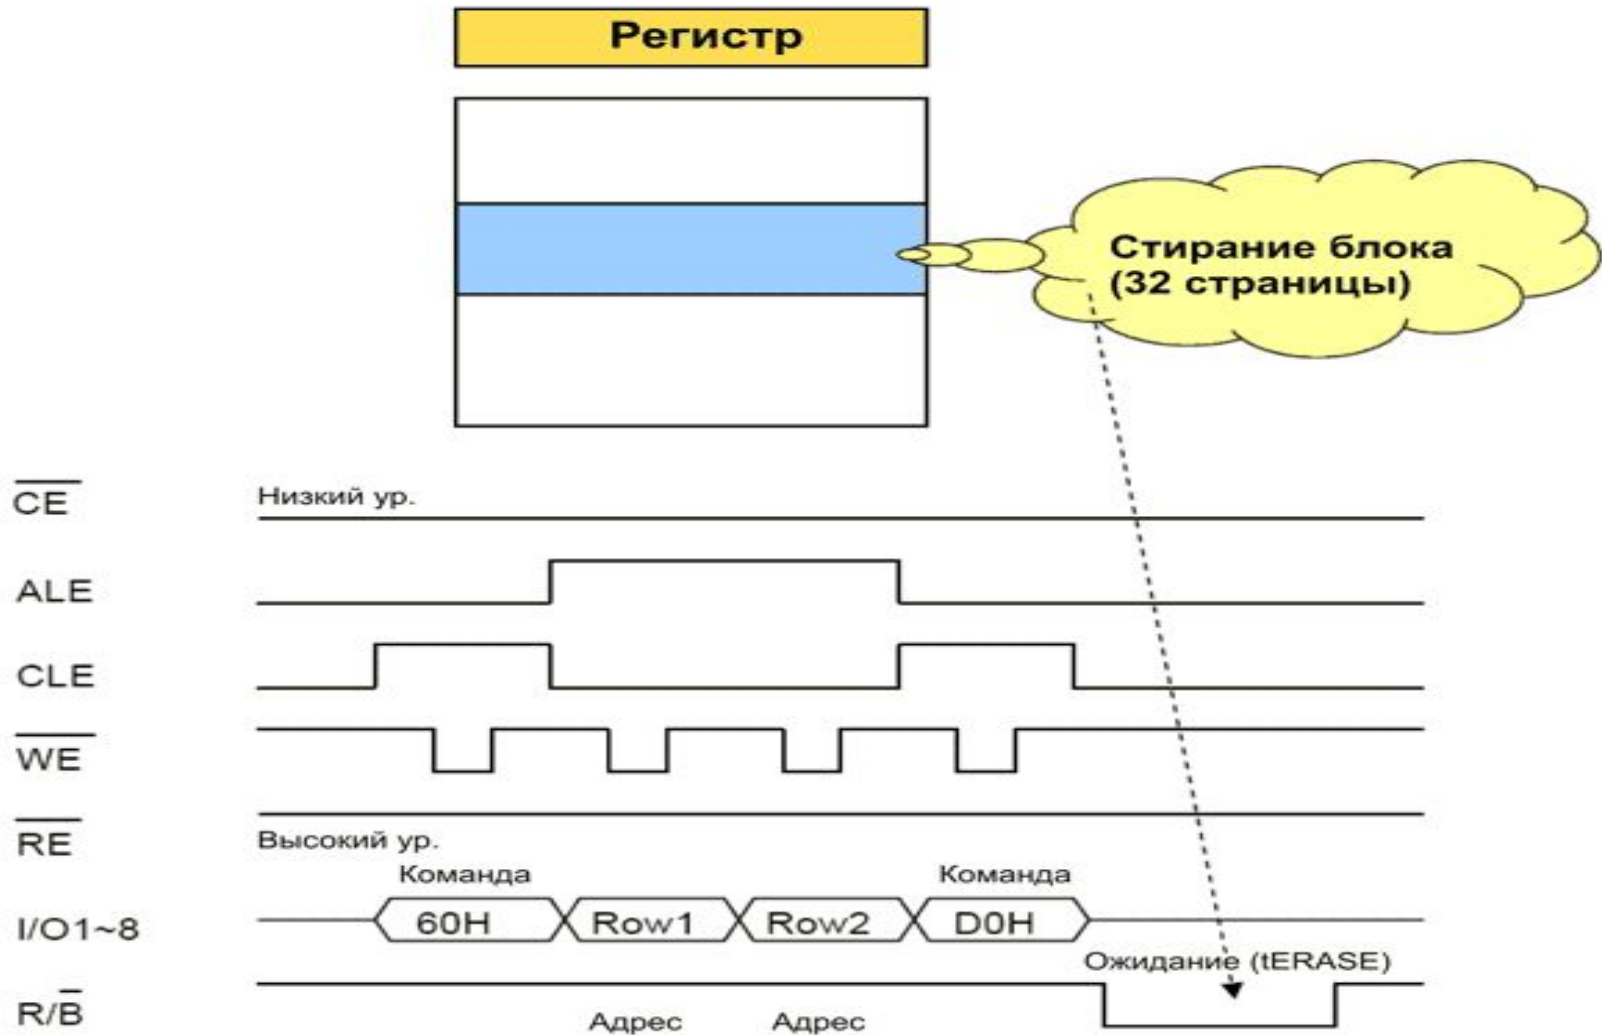 Регистр
Стирание блока
(32 страницы)
CE
Низкий ур.
ALE
CLE
WE
RE
Высокий ур.
Команда
Команда
I/O1~8
60H
Row1
Row2
D0H
Ожидание (tERASE)
R/B
Адрес
Адрес